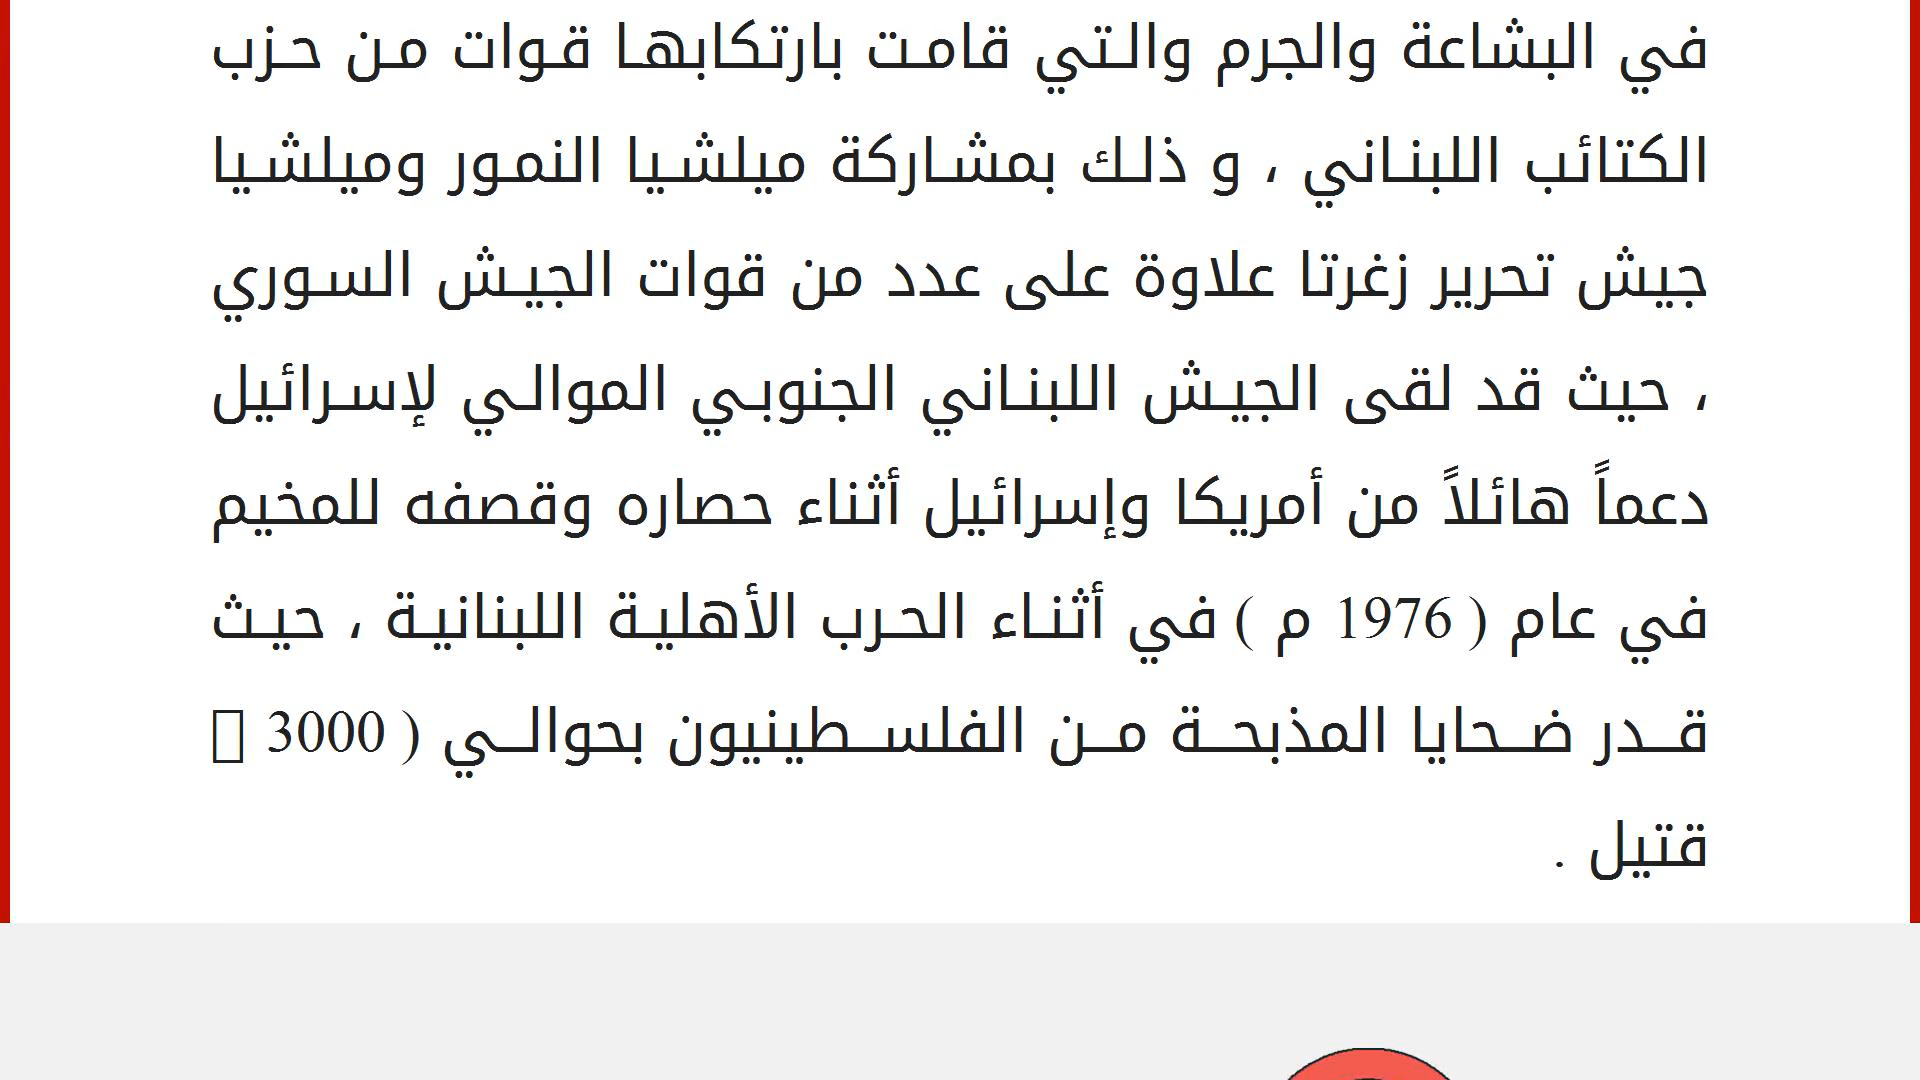 في البشاعة والجرم والتي قامت بارتكابها قوات من حزب
الكتائب اللبناني ، و ذلك بمشاركة ميلشيا النمور وميلشيا
جيش تحرير زغرتا علاوة على عدد من قوات الجيش السوري
، حيث قد لقى الجيش اللبناني الجنوبي الموالي لإسرائيل
دعماً هائلاً من أمريكا وإسرائيل أثناء حصاره وقصفه للمخيم
في عام ( 1976 م ) في أثناء الحرب الأهلية اللبنانية ، حيث
قدر ضحايا المذبحة من الفلسطينيون بحوالي ( 3000
قتيل .